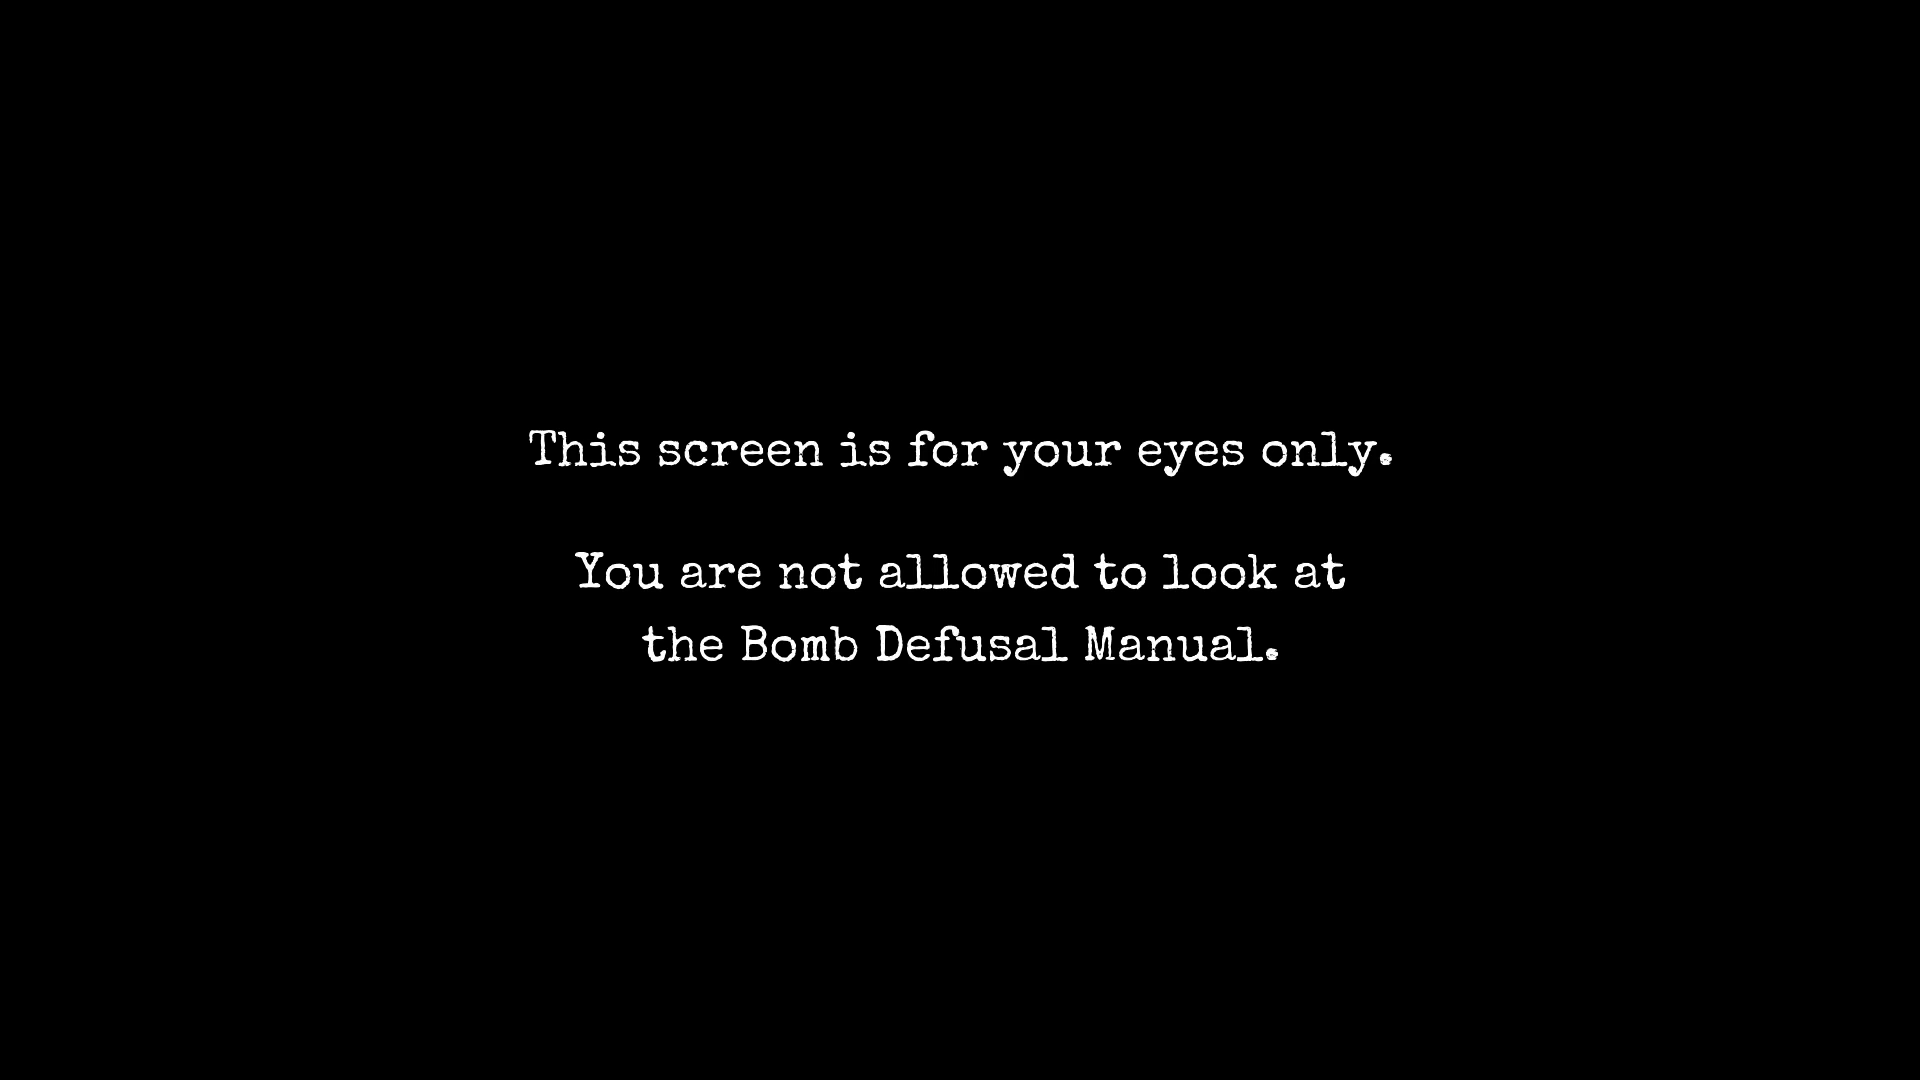 This screen is for your eyes only.
You are not allowed to look at
the Bomb Defusal Manual.